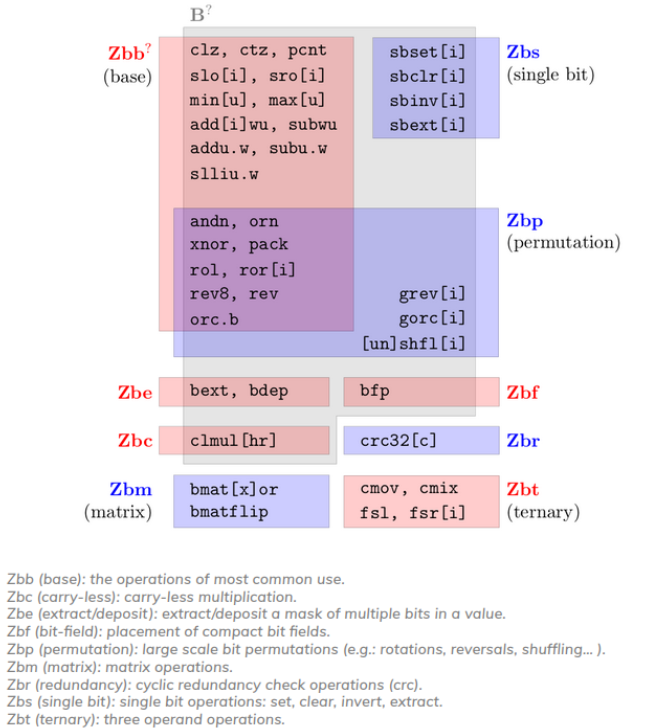 B?
Zbb? clz, ctz, pcnt sbset[i] Zbs
(base) slo[i], sro[i] sbclr[i] (single bit)
min[u], max[u] sbinv[i]
add[i]wu, subwu sbext[i]
addu.w, subu.w
slliu.w
andn, orn Zbp
xnor, pack (permutation)
rol, ror[i]
rev8, rev grev[i]
orc.b gorc[i]
[un]shfl[i]
Zbe bext, bdep bfp Zbf
Zbc clmul[hr] crc32[c] Zbr
Zbm bmat[x]or cmov, cmix Zbt
(matrix) bmatflip fsl, fsr[i] (ternary)
Zbb (base): the operations of most common use.
Zbc (carry-less): carry-less multiplication.
Zbe (extract/deposit): extract/deposit a mask of multiple bits in a value.
Zbf (bit-field): placement of compact bit fields.
Zbp (permutation): large scale bit permutations (e.g.: rotations, reversals, shuffling... ).
Zbm (matrix): matrix operations.
Zbr (redundancy): cyclic redundancy check operations (crc).
Zbs (single bit): single bit operations: set, clear, invert, extract.
Zbt (ternary): three operand operations.